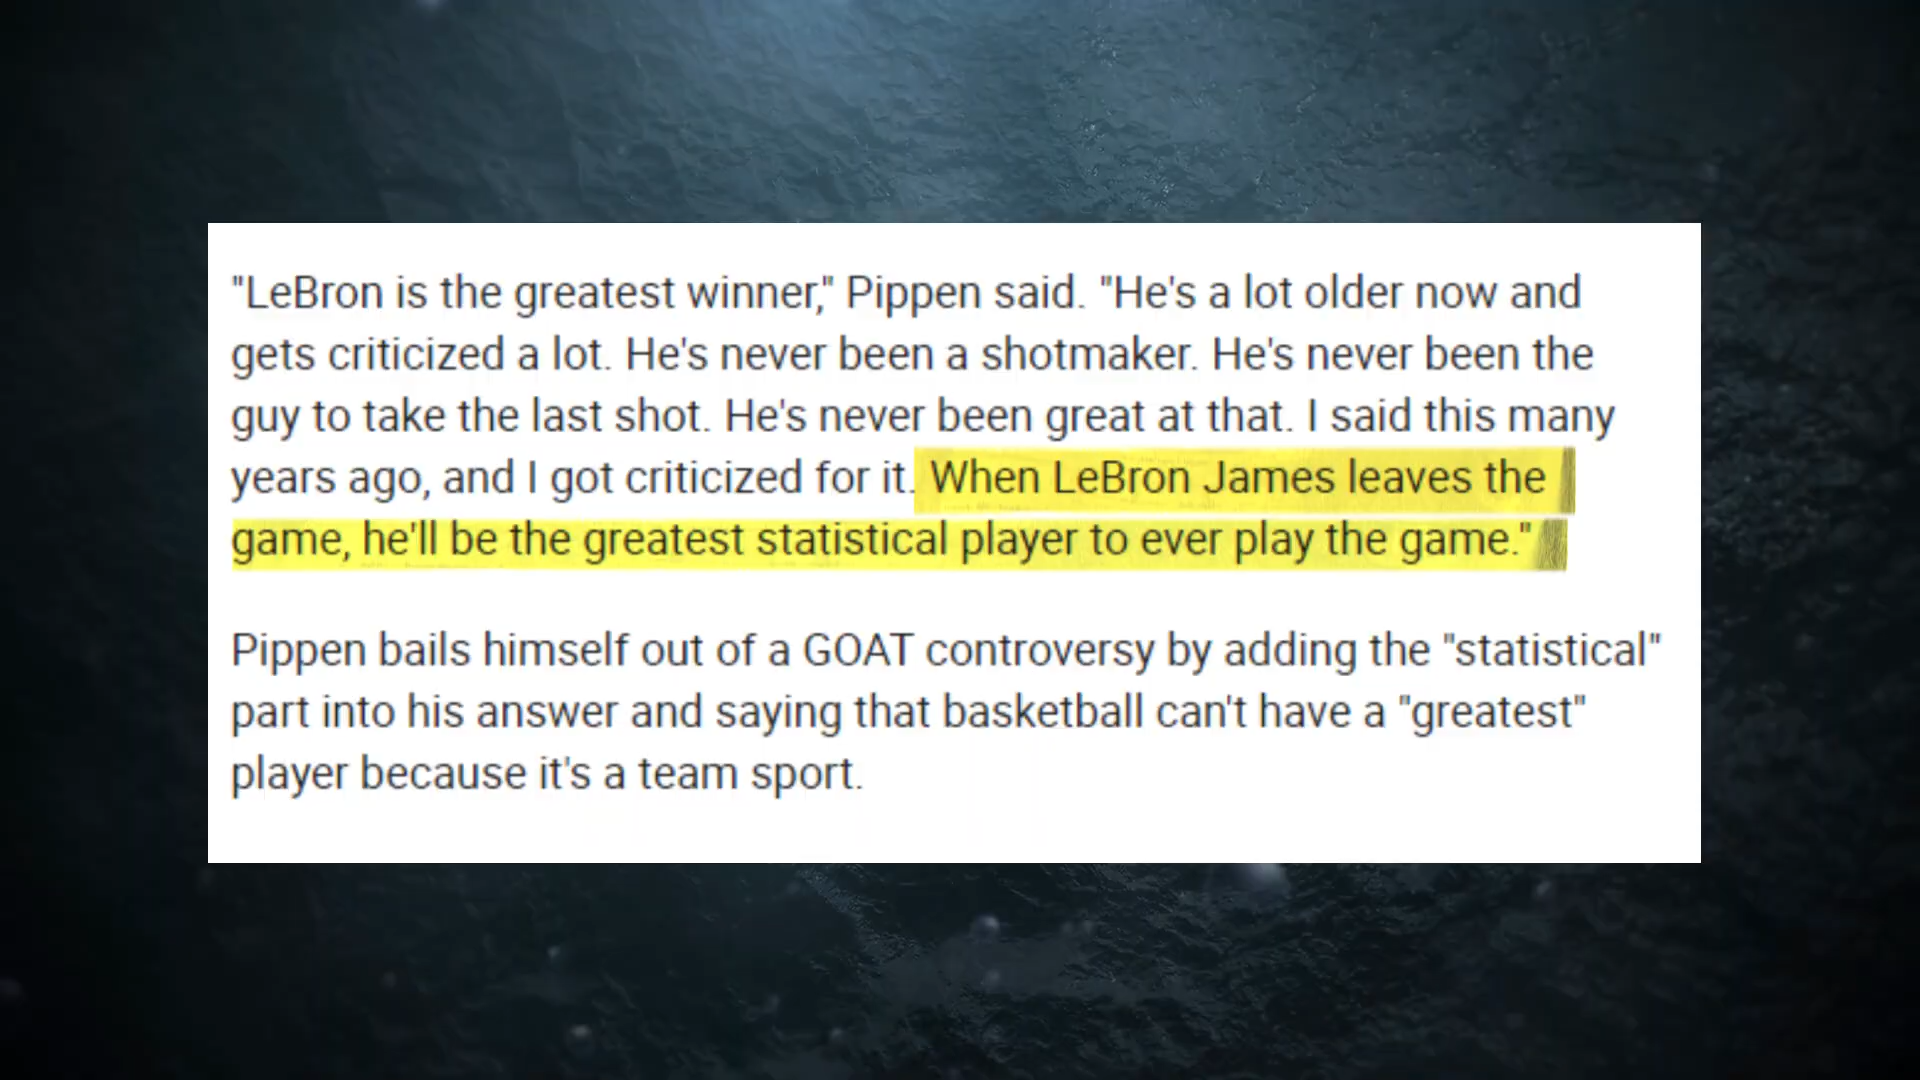 "LeBron is the greatest winner," Pippen said. "He's a lot older now and
gets criticized a lot. He's never been a shotmaker. He's never been the
guy to take the last shot. He's never been great at that. I said this many
years ago, and I got criticized for it. When LeBron James leaves the
game, he'll be the greatest statistical player to ever play the game."
Pippen bails himself out of a GOAT controversy by adding the "statistical"
part into his answer and saying that basketball can't have a "greatest"
player because it's a team sport.